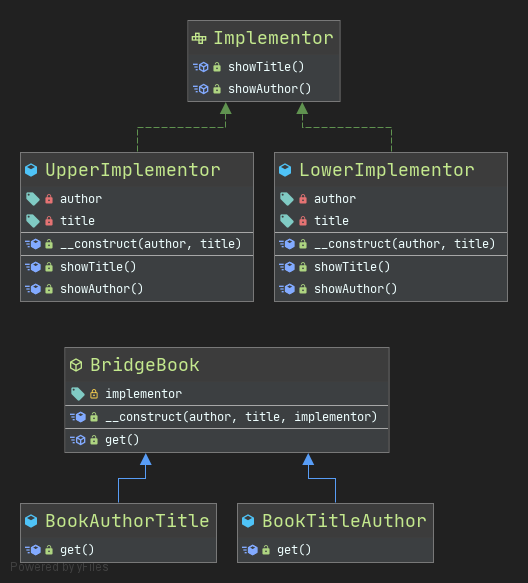 Implementor
showTitle()
showAuthor()
UpperImplementor
author
title
__construct(author, title)
showTitle()
showAuthor()
LowerImplementor
author
title
__construct(author, title)
showTitle()
showAuthor()
BridgeBook
implementor
__construct(author, title, implementor)
get()
BookAuthorTitle
get()
BookTitleAuthor
get()
Powered by yFiles